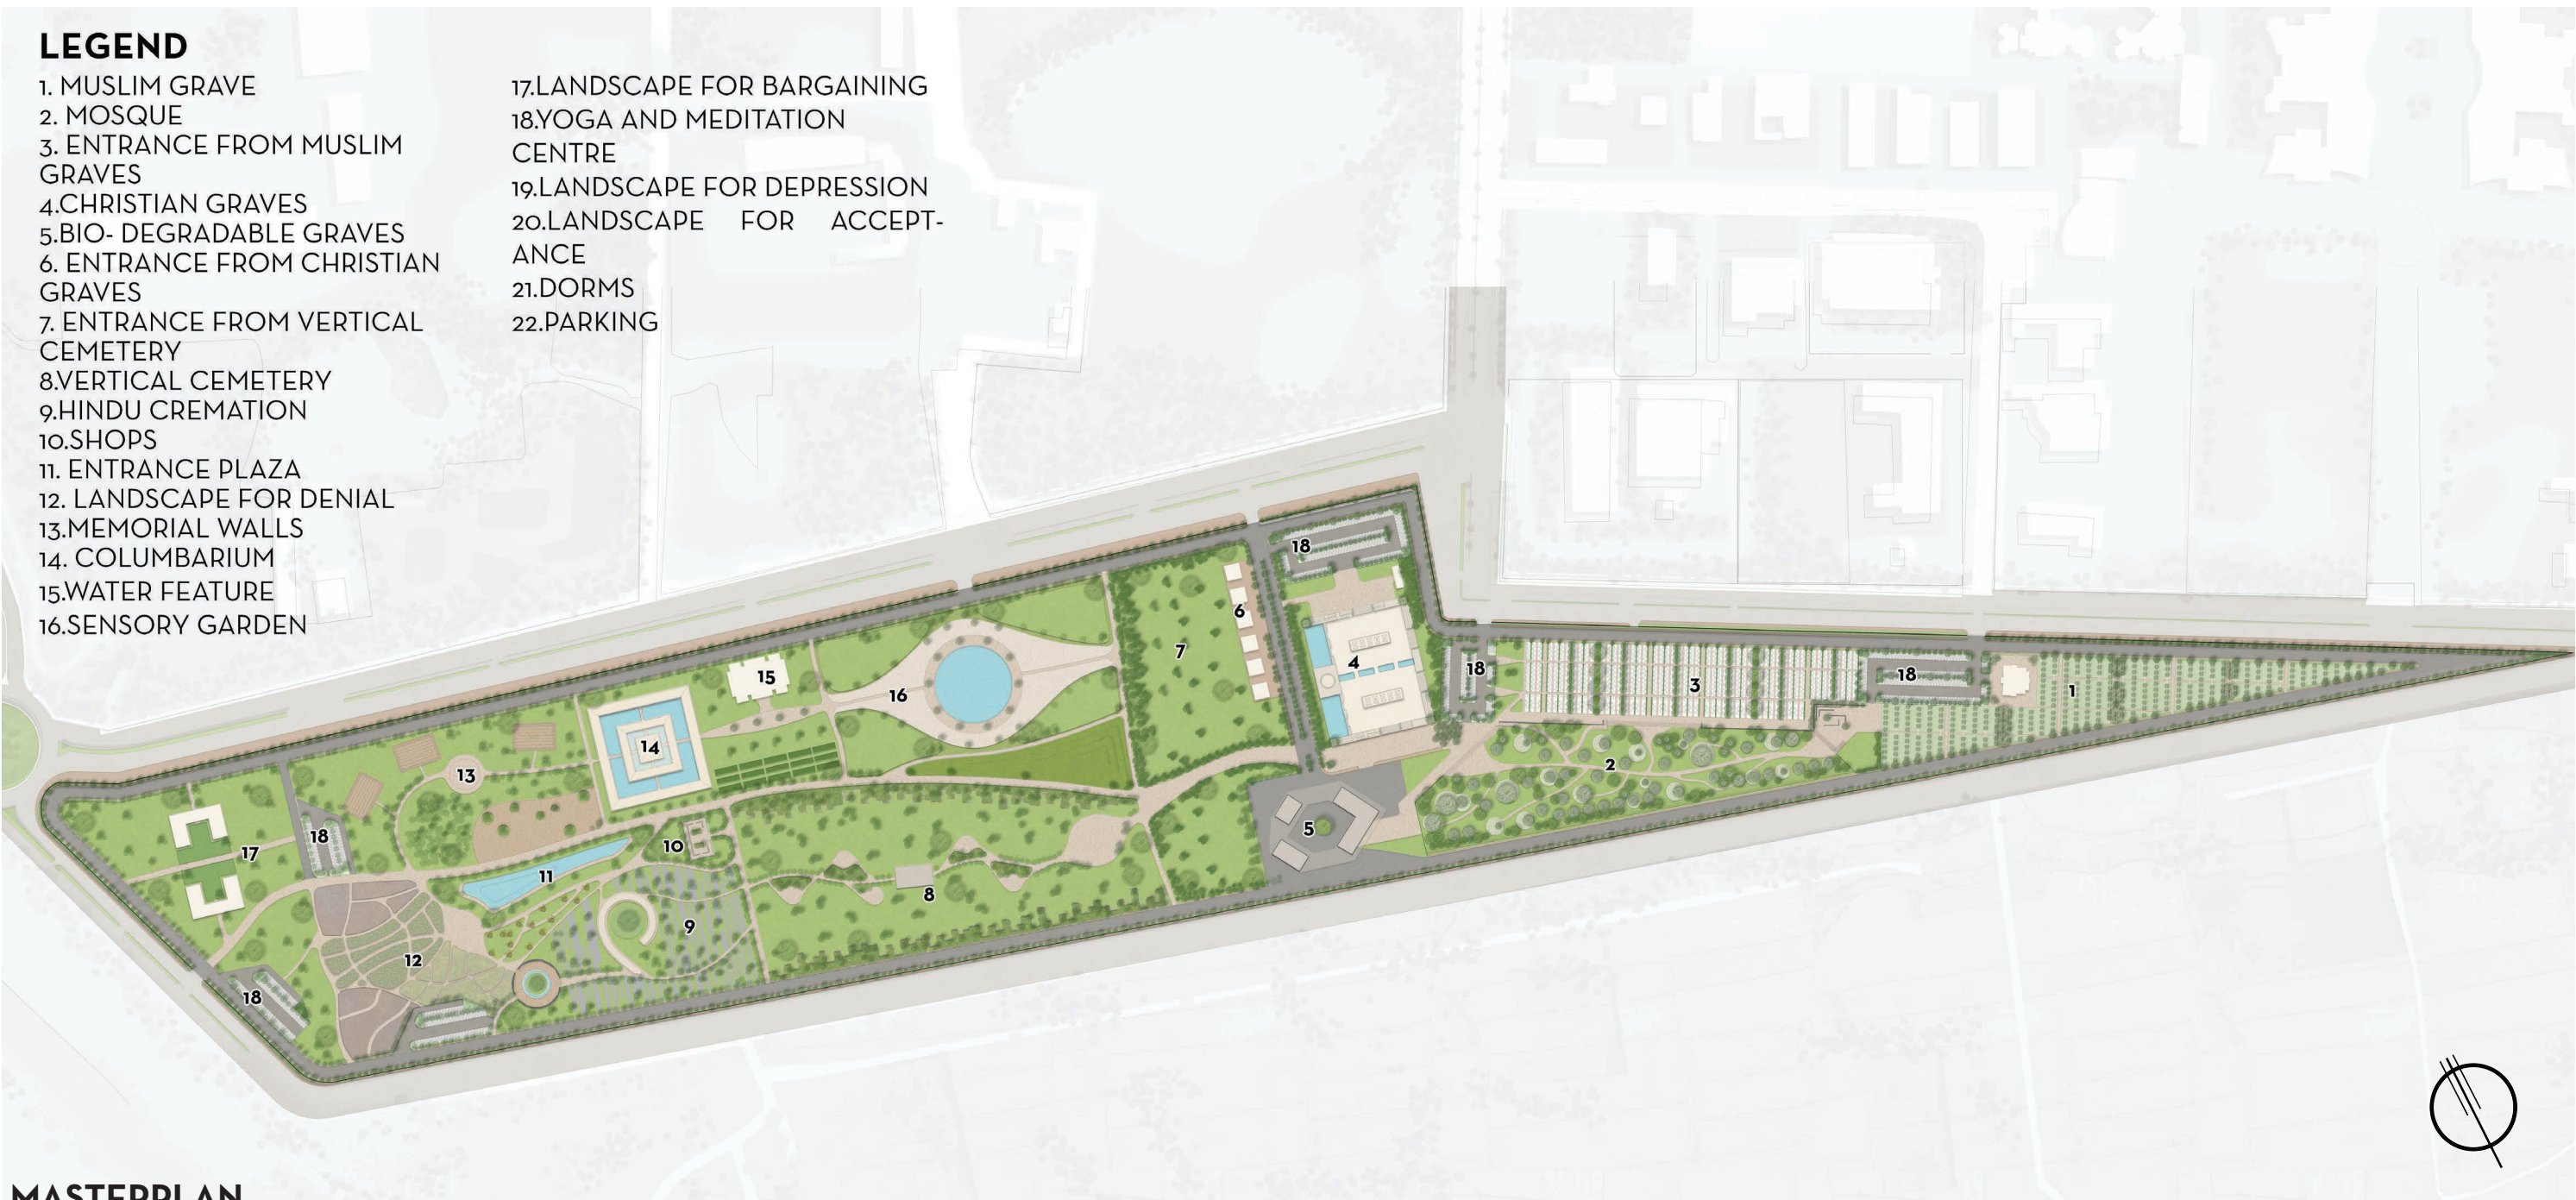 LEGEND
1. MUSLIM GRAVE
2. MOSQUE
3. ENTRANCE FROM MUSLIM
GRAVES
4.CHRISTIAN GRAVES
5.BIO- DEGRADABLE GRAVES
6. ENTRANCE FROM CHRISTIAN
GRAVES
7. ENTRANCE FROM VERTICAL
CEMETERY
8.VERTICAL CEMETERY
9.HINDU CREMATION
10.SHOPS
11. ENTRANCE PLAZA
12. LANDSCAPE FOR DENIAL
13.MEMORIAL WALLS
14. COLUMBARIUM
15.WATER FEATURE
16.SENSORY GARDEN
17.LANDSCAPE FOR BARGAINING
18.YOGA AND MEDITATION
CENTRE
19.LANDSCAPE FOR DEPRESSION
20.LANDSCAPE FOR ACCEPT-
ANCE
21.DORMS
22.PARKING
18
6
7
4
18
3
18
1
15
16
14
13
2
5
18
17
10
11
8
9
12
18
MASTERPLAN